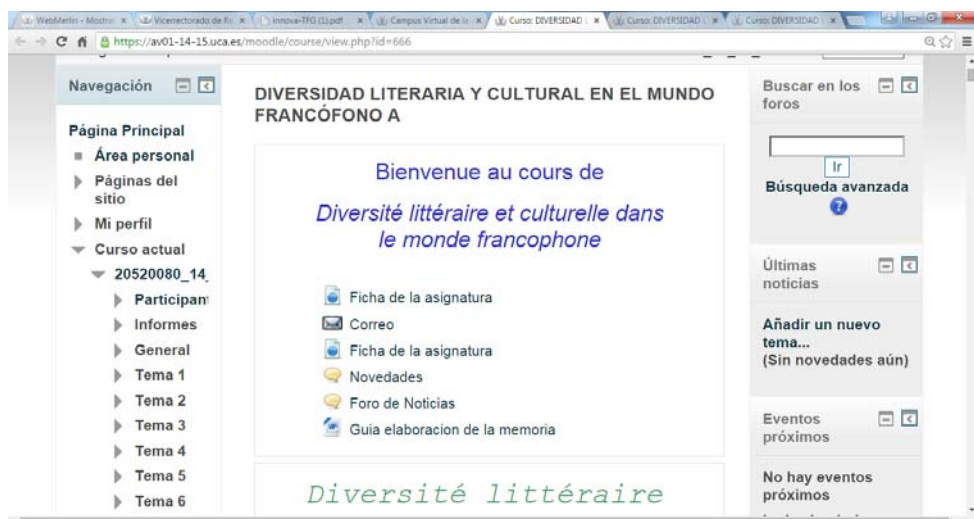 WebMerlin - Mostrar
Vicerrectorado de
innova-TFG (1).pdf
Campus Virtual de la
Curso: DIVERSIDAD L
Curso: DIVERSIDAD L
Curso: DIVERSIDAD
https://av01-14-15.uca.es/moodle/course/view.php?id=666
Navegación
Página Principal
Área personal
Páginas del
sitio
Mi perfil
Curso actual
20520080_14_
Participan
Informes
General
Tema 1
Tema 2
Tema 3
Tema 4
Tema 5
Tema 6
DIVERSIDAD LITERARIA Y CULTURAL EN EL MUNDO
FRANCÓFONO A
Bienvenue au cours de
Diversité littéraire et culturelle dans
le monde francophone
Ficha de la asignatura
Correo
Ficha de la asignatura
Novedades
Foro de Noticias
Guia elaboracion de la memoria
Diversité littéraire
Buscar en los
foros
Ir
Búsqueda avanzada
Últimas
noticias
Añadir un nuevo
tema...
(Sin novedades aún)
Eventos
próximos
No hay eventos
próximos